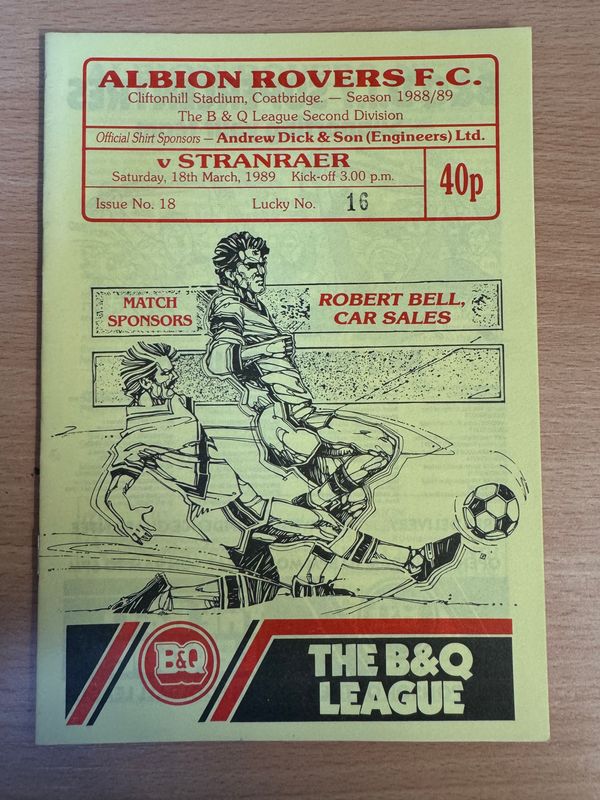 ALBION ROVERS F.C.
Cliftonhill Stadium, Coatbridge. — Season 1988/89
The B & Q League Second Division
Official Shirt Sponsors — Andrew Dick & Son (Engineers) Ltd.
v STRANRAER
Saturday, 18th March, 1989 Kick-off 3.00 p.m.
40p
Issue No. 18 Lucky No. 16
MATCH
SPONSORS
ROBERT BELL,
CAR SALES
B&Q
THE B&Q
LEAGUE